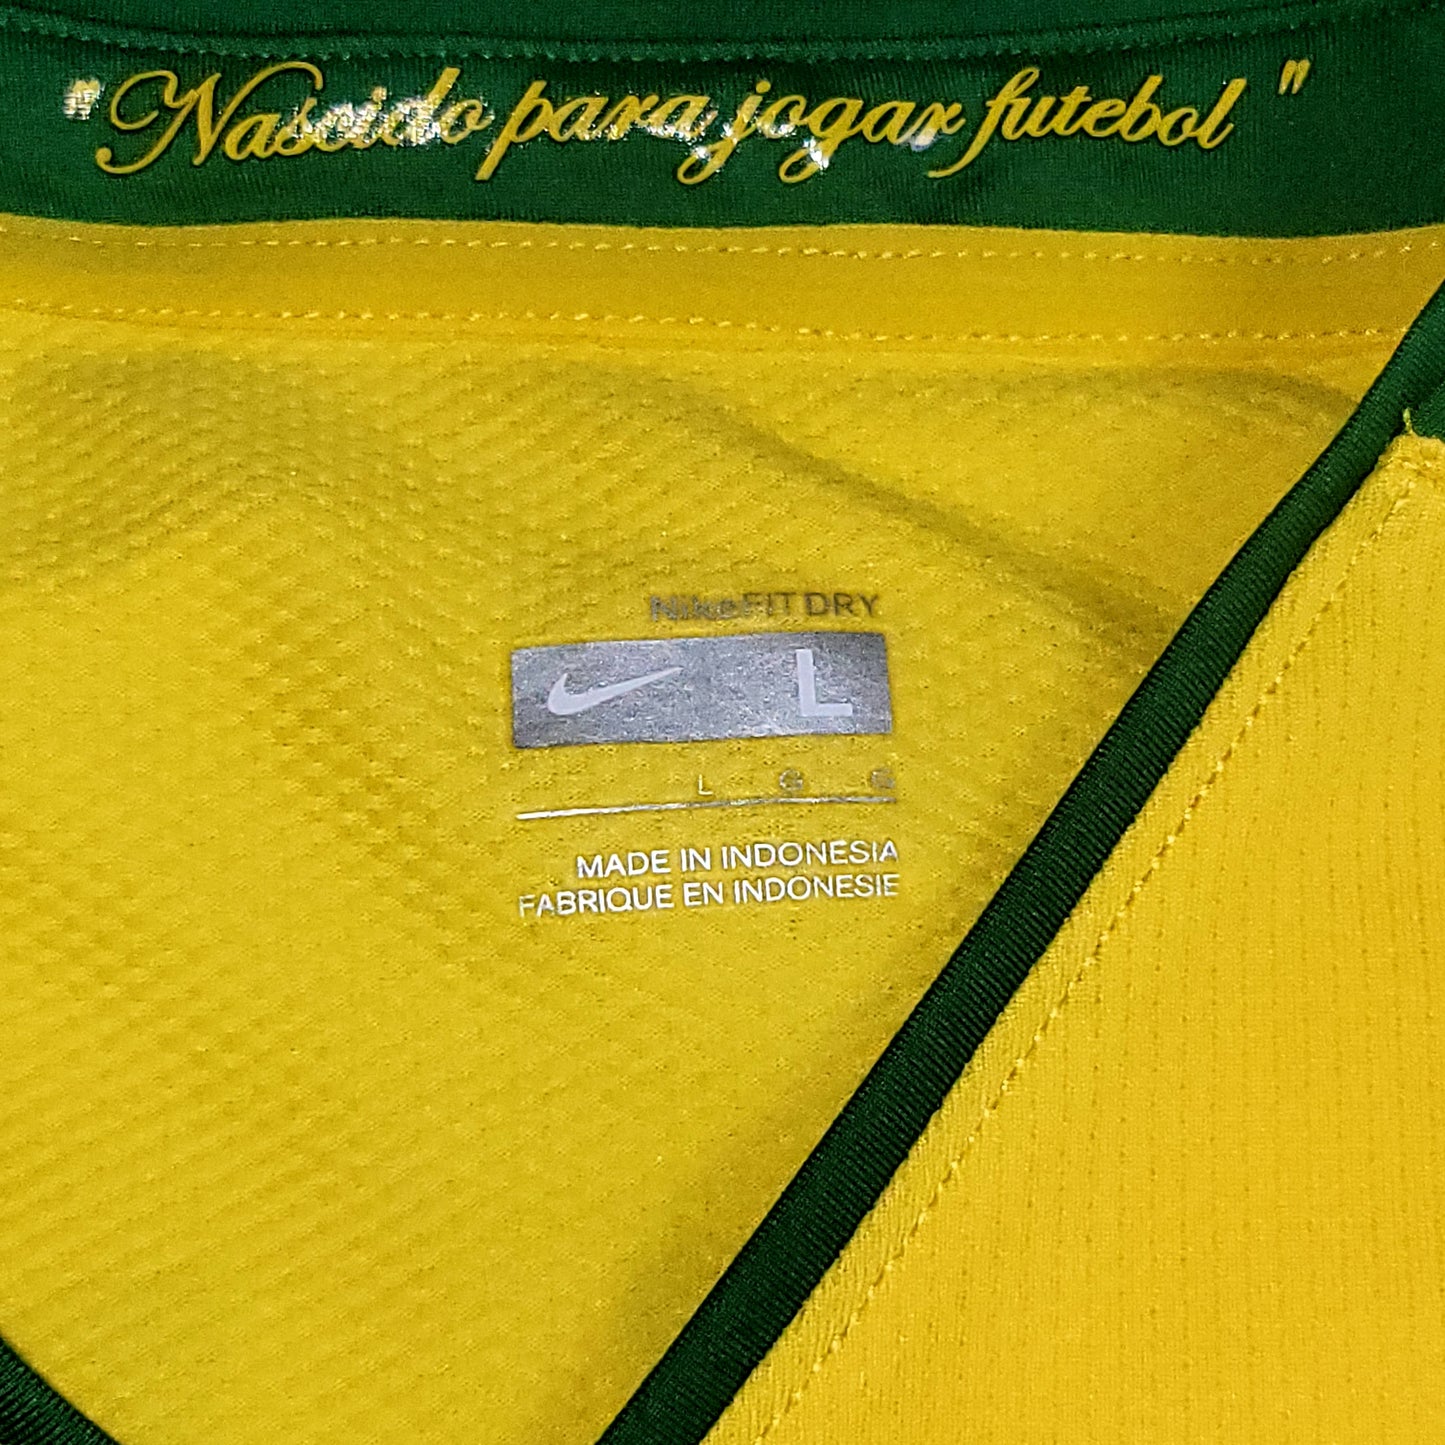 "Nascido para jogar futebol"
NikeFIT DRY
L
L G G
MADE IN INDONESIA
FABRIQUE EN INDONESIE